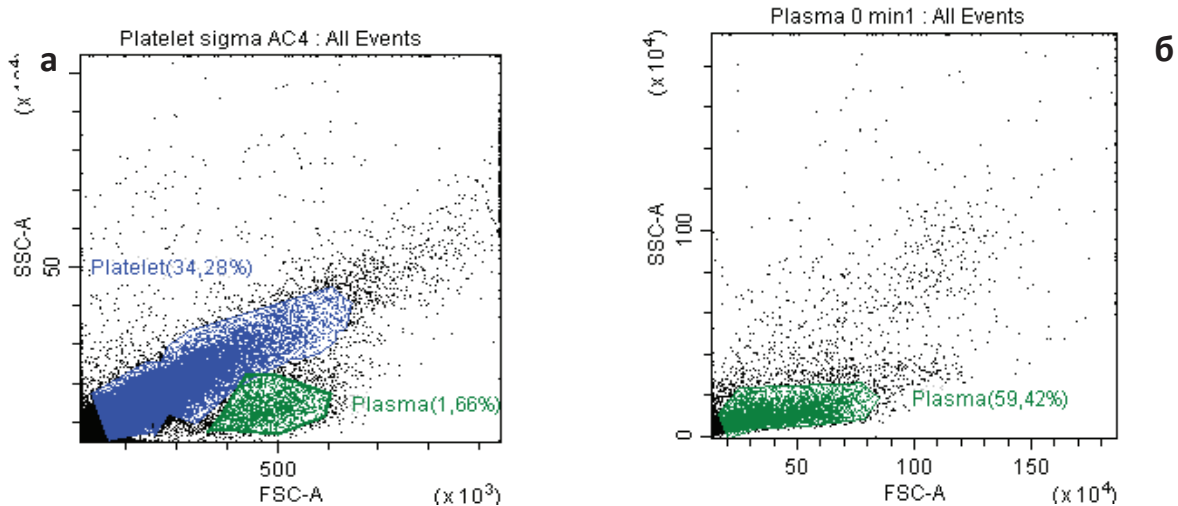 Platelet sigma AC4 : All Events
а
SSC-A
50
Platelet(34,28%)
Plasma(1,66%)
500
FSC-A
(x 10³)
Plasma 0 min1 : All Events
б
(x 10⁴)
SSC-A
100
0
Plasma(59,42%)
50
100
150
FSC-A
(x 10⁴)